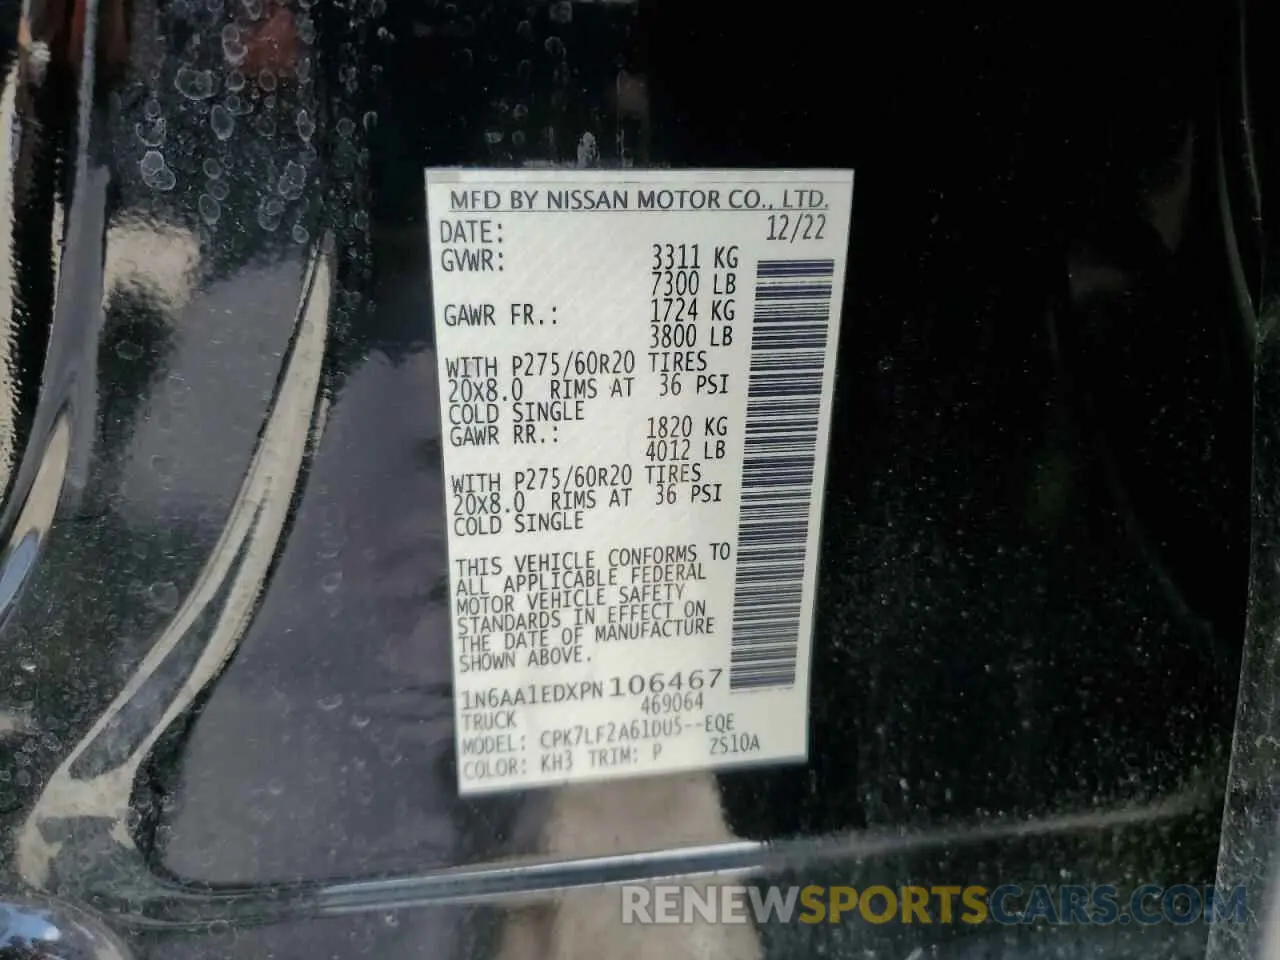 MFD BY NISSAN MOTOR CO., LTD.
DATE: 12/22
GVWR: 3311 KG
7300 LB
GAWR FR.: 1724 KG
3800 LB
WITH P275/60R20 TIRES
20X8.0 RIMS AT 36 PSI
COLD SINGLE
GAWR RR.: 1820 KG
4012 LB
WITH P275/60R20 TIRES
20X8.0 RIMS AT 36 PSI
COLD SINGLE
THIS VEHICLE CONFORMS TO
ALL APPLICABLE FEDERAL
MOTOR VEHICLE SAFETY
STANDARDS IN EFFECT ON
THE DATE OF MANUFACTURE
SHOWN ABOVE.
1N6AA1EDXPN106467
TRUCK 469064
MODEL: CPK7LF2A61DU5--EQE
COLOR: KH3 TRIM: P ZS10A
RENEWSPORTSCARS.COM